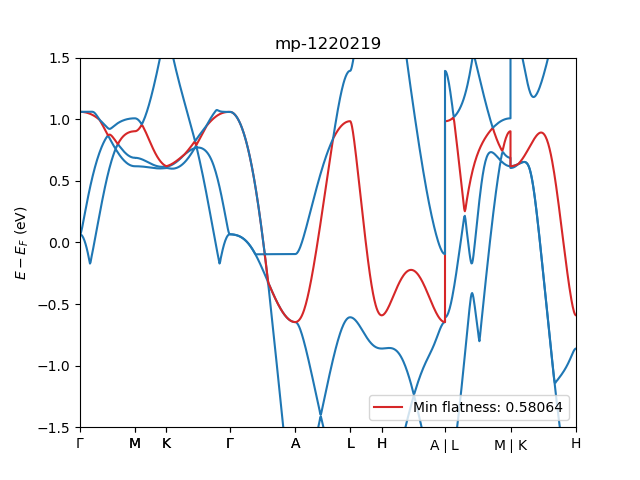 mp-1220219
1.5
1.0
0.5
0.0
−0.5
−1.0
−1.5
E − E_F (eV)
Min flatness: 0.58064
Γ M K Γ A L H A | L M | K H